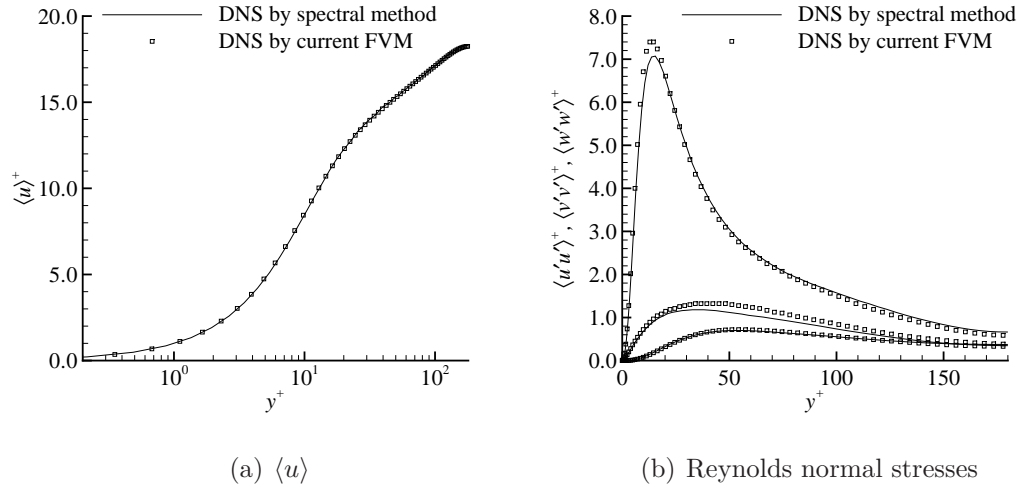 DNS by spectral method
DNS by current FVM
20.0
15.0
10.0
5.0
0.0
⟨u⟩⁺
10⁰ 10¹ 10²
y⁺
(a) ⟨u⟩
DNS by spectral method
DNS by current FVM
8.0
7.0
6.0
5.0
4.0
3.0
2.0
1.0
0.0
⟨u′u′⟩⁺, ⟨v′v′⟩⁺, ⟨w′w′⟩⁺
0 50 100 150
y⁺
(b) Reynolds normal stresses